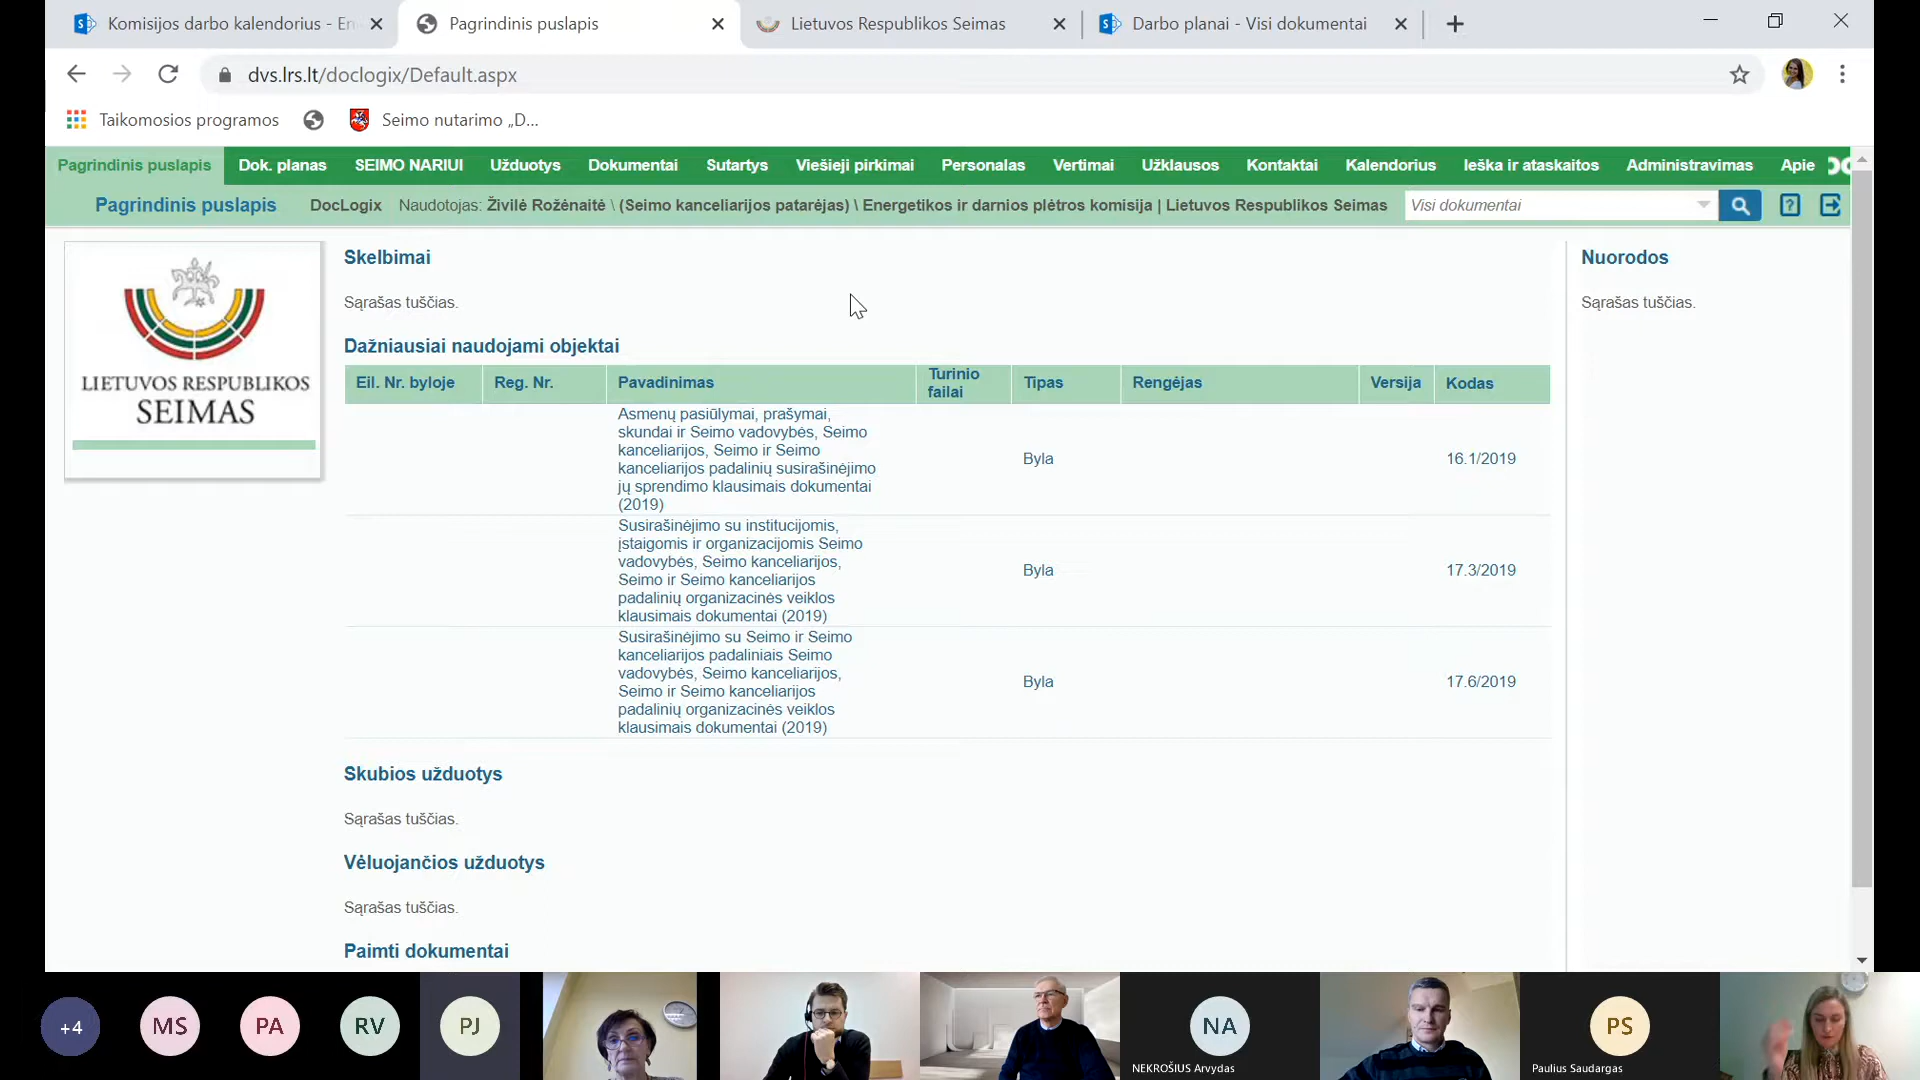 Komisijos darbo kalendorius - En
Pagrindinis puslapis
Lietuvos Respublikos Seimas
Darbo planai - Visi dokumentai
dvs.lrs.lt/doclogix/Default.aspx
Taikomosios programos
Seimo nutarimo „D...
Pagrindinis puslapis
Dok. planas
SEIMO NARIUI
Užduotys
Dokumentai
Sutartys
Viešieji pirkimai
Personalas
Vertimai
Užklausos
Kontaktai
Kalendorius
Ieška ir ataskaitos
Administravimas
Apie
Pagrindinis puslapis
DocLogix
Naudotojas: Živilė Rožėnaitė \ (Seimo kanceliarijos patarėjas) \ Energetikos ir darnios plėtros komisija | Lietuvos Respublikos Seimas
Visi dokumentai
LIETUVOS RESPUBLIKOS
SEIMAS
Skelbimai
Sąrašas tuščias.
Nuorodos
Sąrašas tuščias.
Dažniausiai naudojami objektai
Eil. Nr. byloje
Reg. Nr.
Pavadinimas
Turinio
failai
Tipas
Rengėjas
Versija
Kodas
Asmenų pasiūlymai, prašymai,
skundai ir Seimo vadovybės, Seimo
kanceliarijos, Seimo ir Seimo
kanceliarijos padalinių susirašinėjimo
jų sprendimo klausimais dokumentai
(2019)
Byla
16.1/2019
Susirašinėjimo su institucijomis,
įstaigomis ir organizacijomis Seimo
vadovybės, Seimo kanceliarijos,
Seimo ir Seimo kanceliarijos
padalinių organizacinės veiklos
klausimais dokumentai (2019)
Byla
17.3/2019
Susirašinėjimo su Seimo ir Seimo
kanceliarijos padaliniais Seimo
vadovybės, Seimo kanceliarijos,
Seimo ir Seimo kanceliarijos
padalinių organizacinės veiklos
klausimais dokumentai (2019)
Byla
17.6/2019
Skubios užduotys
Sąrašas tuščias.
Vėluojančios užduotys
Sąrašas tuščias.
Paimti dokumentai
+4
MS
PA
RV
PJ
NA
NEKROŠIUS Arvydas
PS
Paulius Saudargas